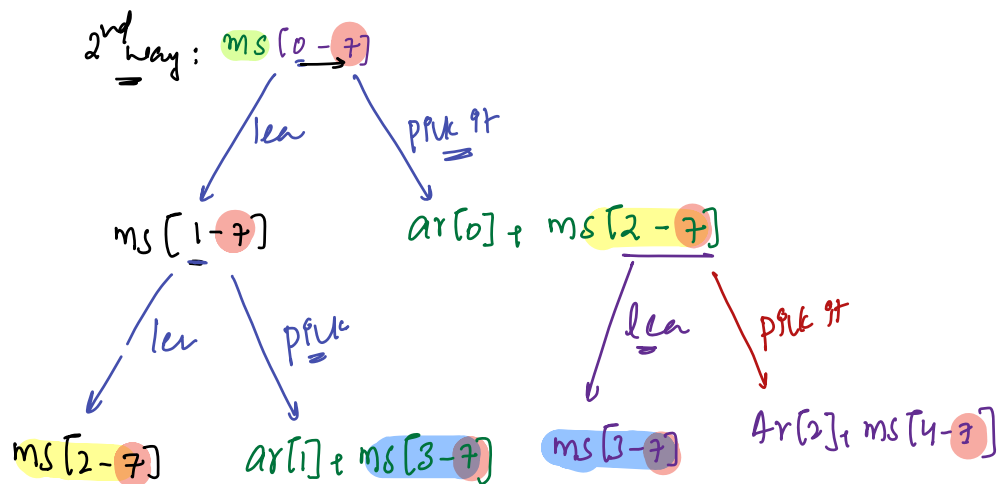 2nd way: ms[0-7]
lea
pick it
ms[1-7]
ar[0] + ms[2-7]
lea
pick
lea
pick it
ms[2-7]
ar[1] + ms[3-7]
ms[3-7]
Ar[2] + ms[4-7]